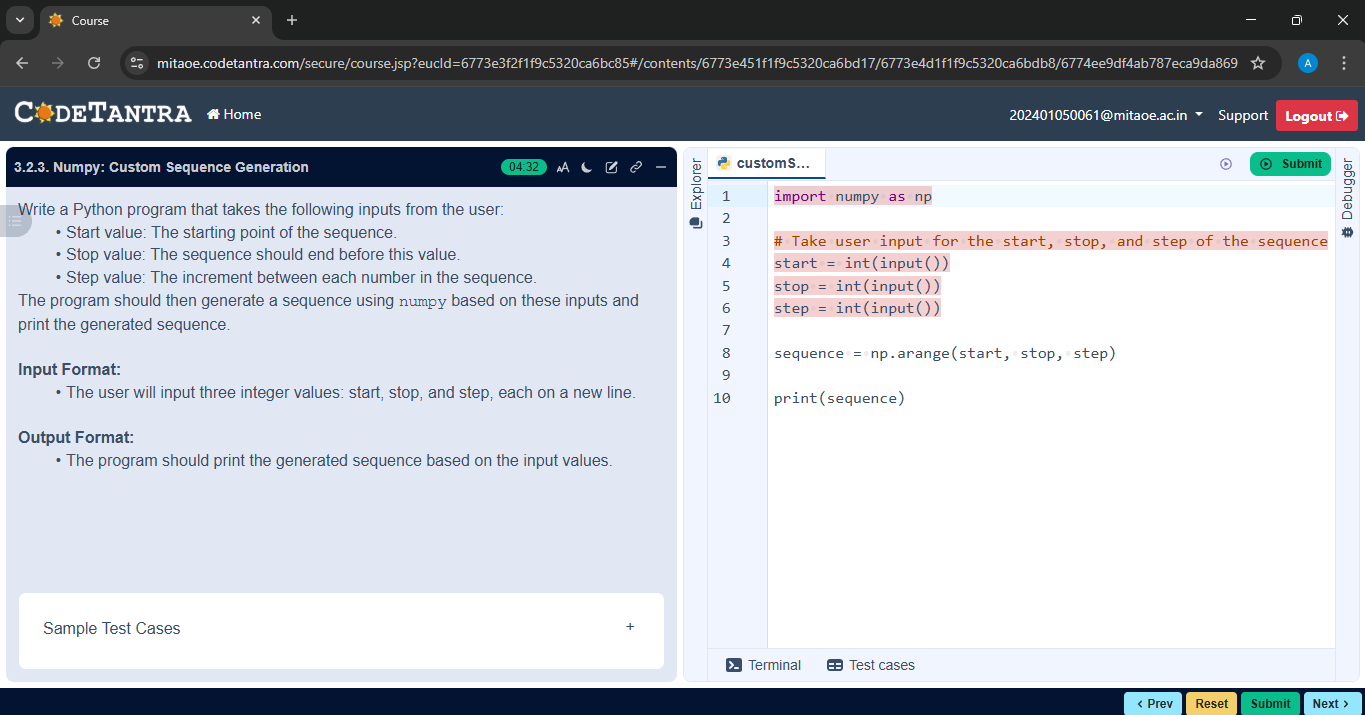 Course
mitaoe.codetantra.com/secure/course.jsp?eucId=6773e3f2f1f9c5320ca6bc85#/contents/6773e451f1f9c5320ca6bd17/6773e4d1f1f9c5320ca6bdb8/6774ee9df4ab787eca9da869
A
CODETANTRA
Home
202401050061@mitaoe.ac.in
Support
Logout
3.2.3. Numpy: Custom Sequence Generation
04:32
AA
Write a Python program that takes the following inputs from the user:
• Start value: The starting point of the sequence.
• Stop value: The sequence should end before this value.
• Step value: The increment between each number in the sequence.
The program should then generate a sequence using numpy based on these inputs and
print the generated sequence.
Input Format:
• The user will input three integer values: start, stop, and step, each on a new line.
Output Format:
• The program should print the generated sequence based on the input values.
Sample Test Cases
+
Explorer
customS...
Submit
Debugger
1 import numpy as np
2
3 # Take user input for the start, stop, and step of the sequence
4 start = int(input())
5 stop = int(input())
6 step = int(input())
7
8 sequence = np.arange(start, stop, step)
9
10 print(sequence)
Terminal
Test cases
< Prev
Reset
Submit
Next >